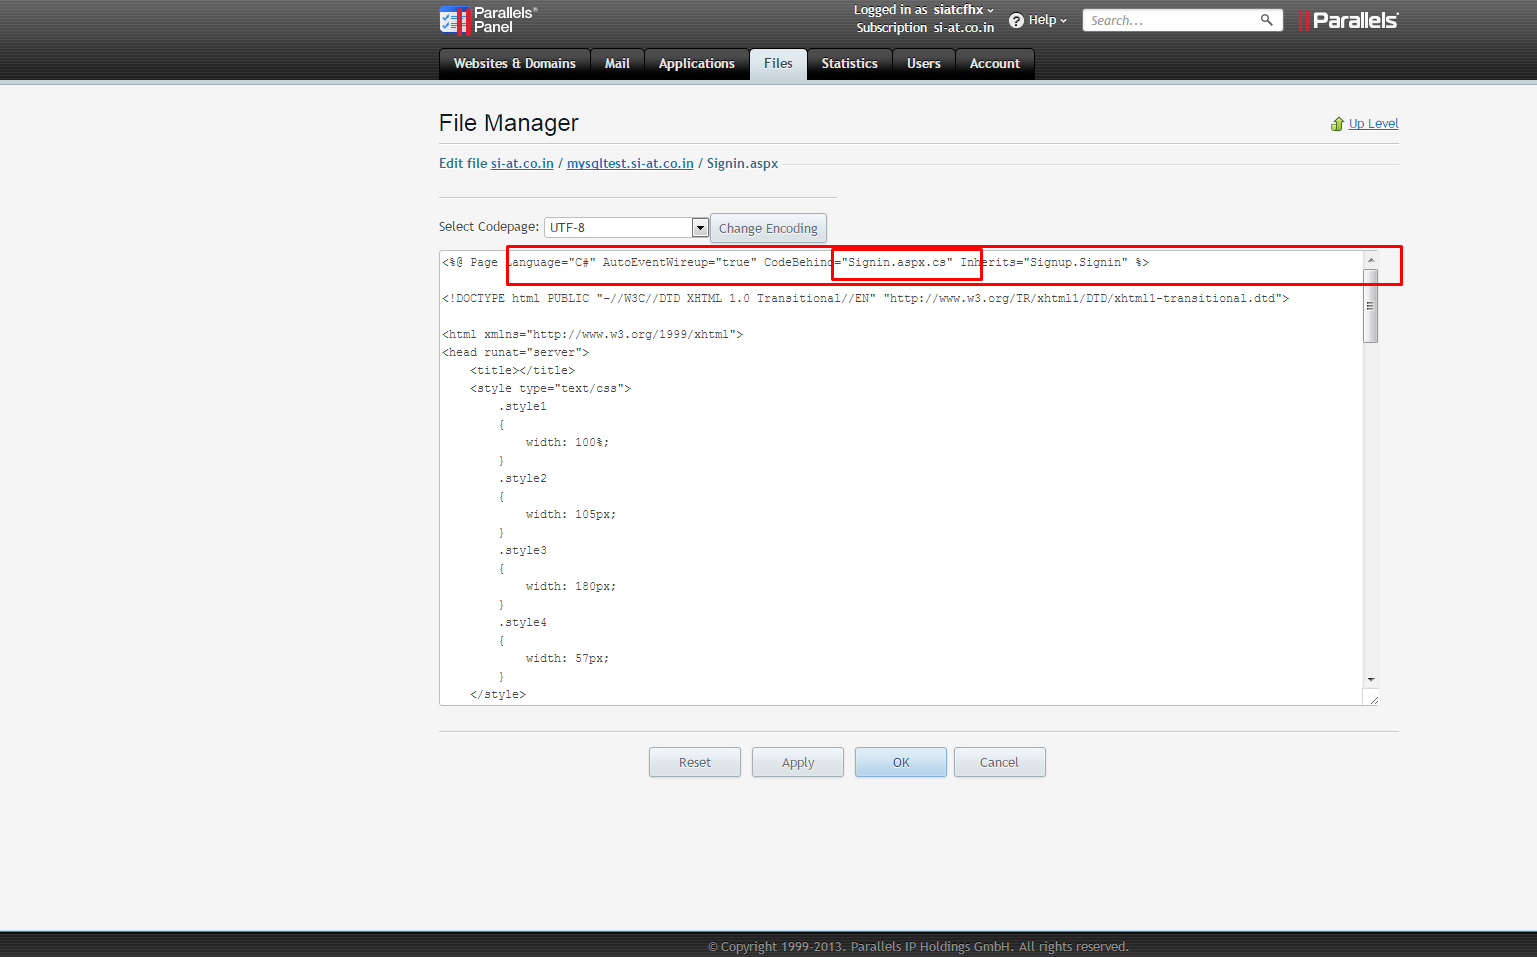 Parallels®
Panel
Logged in as siatcfhx
Subscription si-at.co.in
? Help
Search...
Parallels®
Websites & Domains Mail Applications Files Statistics Users Account
File Manager
Up Level
Edit file si-at.co.in / mysqltest.si-at.co.in / Signin.aspx
Select Codepage: UTF-8 Change Encoding
<%@ Page Language="C#" AutoEventWireup="true" CodeBehind="Signin.aspx.cs" Inherits="Signup.Signin" %>
<!DOCTYPE html PUBLIC "-//W3C//DTD XHTML 1.0 Transitional//EN" "http://www.w3.org/TR/xhtml1/DTD/xhtml1-transitional.dtd">
<html xmlns="http://www.w3.org/1999/xhtml">
<head runat="server">
<title></title>
<style type="text/css">
.style1
{
width: 100%;
}
.style2
{
width: 105px;
}
.style3
{
width: 180px;
}
.style4
{
width: 57px;
}
</style>
Reset Apply OK Cancel
© Copyright 1999-2013. Parallels IP Holdings GmbH. All rights reserved.